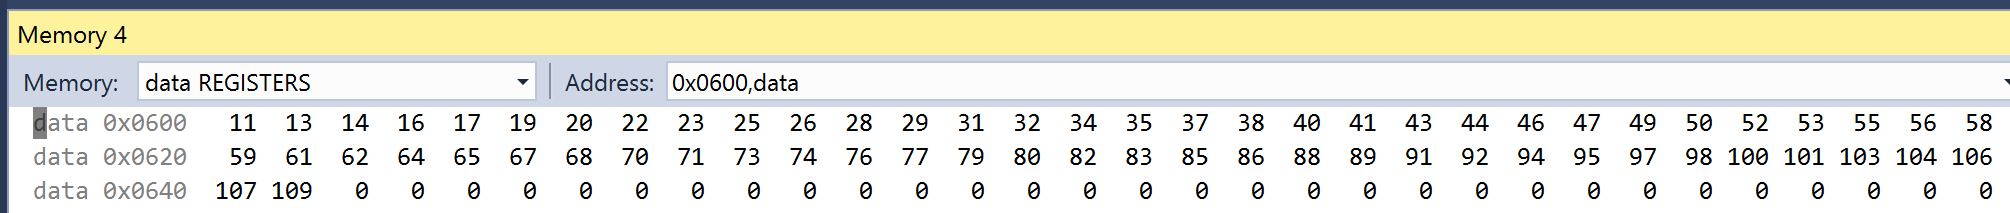 Memory 4
Memory: data REGISTERS Address: 0x0600,data
data 0x0600 11 13 14 16 17 19 20 22 23 25 26 28 29 31 32 34 35 37 38 40 41 43 44 46 47 49 50 52 53 55 56 58
data 0x0620 59 61 62 64 65 67 68 70 71 73 74 76 77 79 80 82 83 85 86 88 89 91 92 94 95 97 98 100 101 103 104 106
data 0x0640 107 109 0 0 0 0 0 0 0 0 0 0 0 0 0 0 0 0 0 0 0 0 0 0 0 0 0 0 0 0 0 0